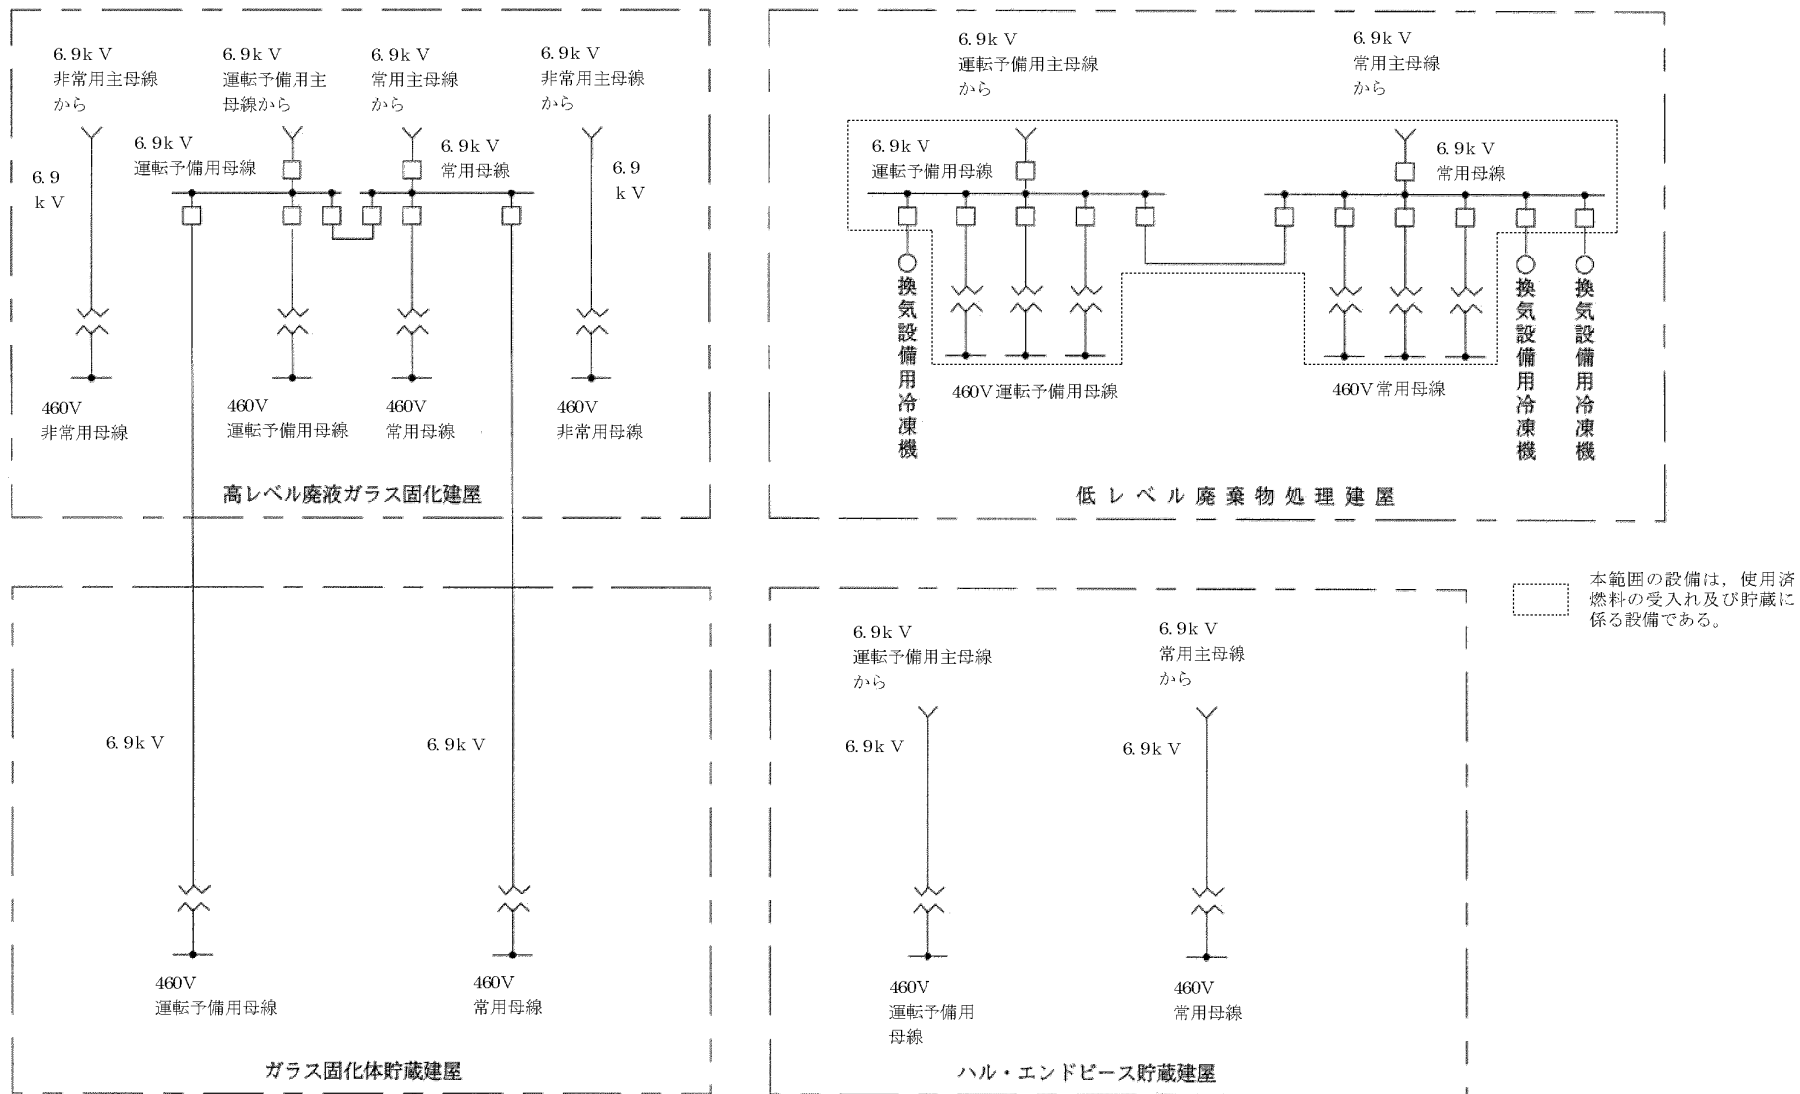 6.9kV
非常用主母線
から
6.9kV
運転予備用主
母線から
6.9kV
常用主母線
から
6.9kV
非常用主母線
から
6.9
kV
6.9kV
運転予備用母線
6.9kV
常用母線
6.9
kV
460V
非常用母線
460V
運転予備用母線
460V
常用母線
460V
非常用母線
高レベル廃液ガラス固化建屋
6.9kV
運転予備用主母線
から
6.9kV
常用主母線
から
6.9kV
運転予備用母線
6.9kV
常用母線
換気設備用冷凍機
460V運転予備用母線
460V常用母線
換気設備用冷凍機
換気設備用冷凍機
低レベル廃棄物処理建屋
本範囲の設備は，使用済
燃料の受入れ及び貯蔵に
係る設備である。
6.9kV
6.9kV
460V
運転予備用母線
460V
常用母線
ガラス固化体貯蔵建屋
6.9kV
運転予備用主母線
から
6.9kV
常用主母線
から
6.9kV
6.9kV
460V
運転予備用
母線
460V
常用母線
ハル・エンドピース貯蔵建屋